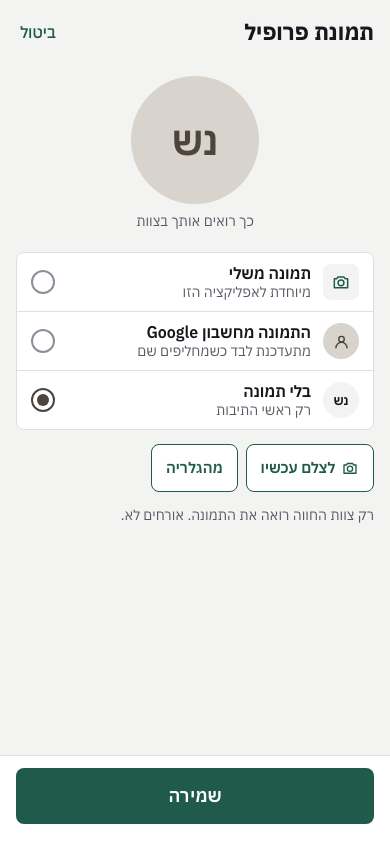 תמונת פרופיל
ביטול
נש
כך רואים אותך בצוות
תמונה משלי
מיוחדת לאפליקציה הזו
התמונה מחשבון Google
מתעדכנת לבד כשמחליפים שם
נש
בלי תמונה
רק ראשי התיבות
לצלם עכשיו
מהגלריה
רק צוות החווה רואה את התמונה. אורחים לא.
שמירה